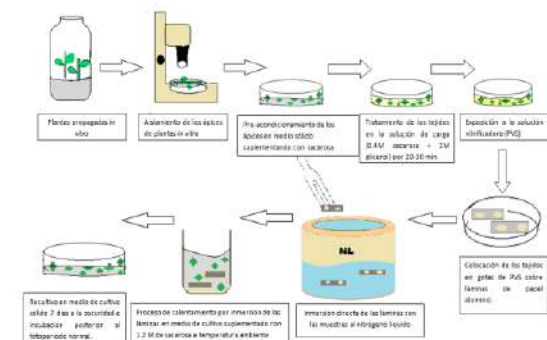 Plantas propagadas in
vitro
Aislamiento de los ápices
de plantas in vitro
Pre-acondicionamiento de los
ápices en medio sólido
suplementando con sacarosa
Tratamiento de los tejidos
en la solución de carga
(0.4M sacarosa + 2M
glicerol) por 20-30 min.
Exposición a la solución
vitrificadora (PVS)
Colocación de los tejidos
en gotas de PVS sobre
láminas de papel
aluminio
NL
Inmersión directa de las láminas
con las muestras al nitrógeno líquido
Proceso de calentamiento por inmersión de las
láminas en medio de cultivo suplementado con
1.2 M de sacarosa a temperatura ambiente
Recultivo en medio de cultivo
solido 7 días a la oscuridad e
incubación posterior al
fotoperiodo normal.